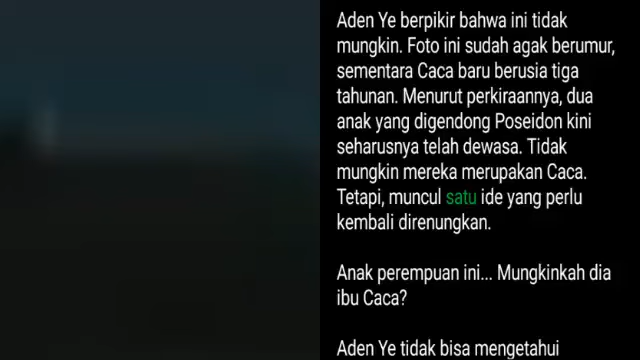 Aden Ye berpikir bahwa ini tidak
mungkin. Foto ini sudah agak berumur,
sementara Caca baru berusia tiga
tahunan. Menurut perkiraannya, dua
anak yang digendong Poseidon kini
seharusnya telah dewasa. Tidak
mungkin mereka merupakan Caca.
Tetapi, muncul satu ide yang perlu
kembali direnungkan.
Anak perempuan ini... Mungkinkah dia
ibu Caca?
Aden Ye tidak bisa mengetahui